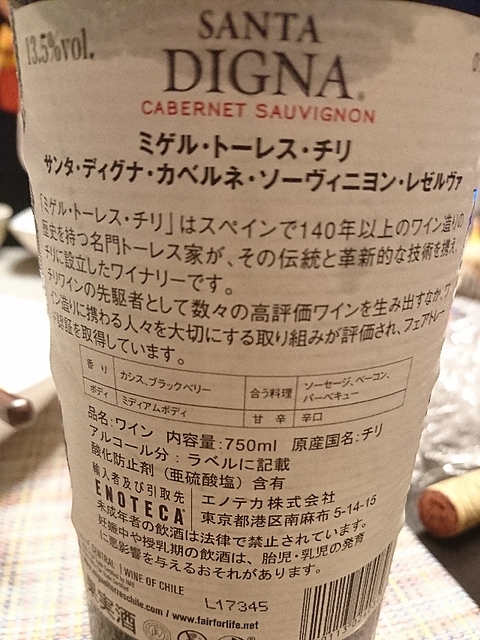 13.5%vol.
SANTA
DIGNA®
CABERNET SAUVIGNON
ミゲル・トーレス・チリ
サンタ・ディグナ・カベルネ・ソーヴィニヨン・レゼルヴァ
「ミゲル・トーレス・チリ」はスペインで140年以上のワイン造りの
歴史を持つ名門トーレス家が、その伝統と革新的な技術を携え、
チリに設立したワイナリーです。
チリワインの先駆者として数々の高評価ワインを生み出すなか、ワ
イン造りに携わる人々を大切にする取り組みが評価され、フェアトレー
認証を取得しています。
香り カシス、ブラックベリー 合う料理 ソーセージ、ベーコン、バーベキュー
ボディ ミディアムボディ 甘辛 辛口
品名:ワイン 内容量:750ml 原産国名:チリ
アルコール分:ラベルに記載
酸化防止剤(亜硫酸塩)含有
輸入者及び引取先
ENOTECA エノテカ株式会社
東京都港区南麻布 5-14-15
未成年者の飲酒は法律で禁止されています。
妊娠中や授乳期の飲酒は、胎児・乳児の発育
に悪影響を与えるおそれがあります。
CENTRAL | WINE OF CHILE
L17345
torreschile.com / www.fairforlife.net
果実酒